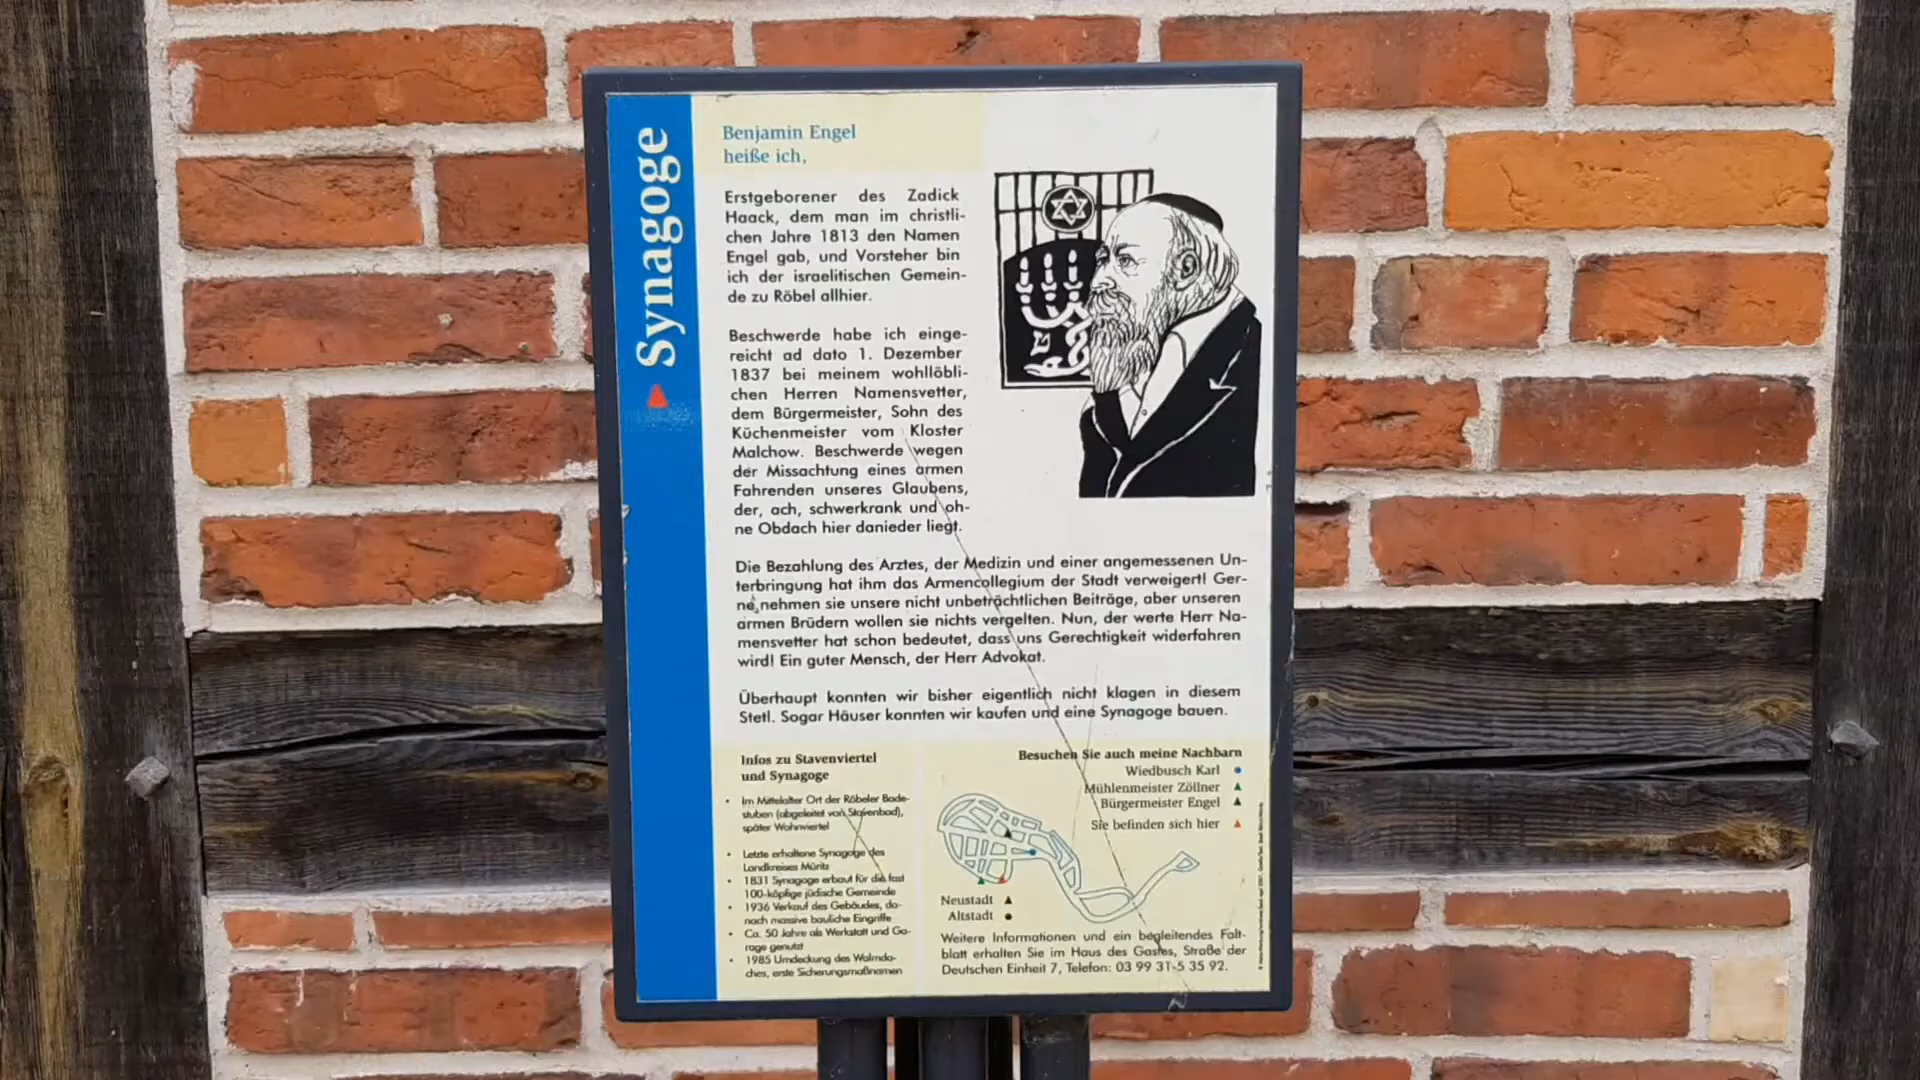 Synagoge
Benjamin Engel
heiße ich,
Erstgeborener des Zadick
Haack, dem man im christli-
chen Jahre 1813 den Namen
Engel gab, und Vorsteher bin
ich der israelitischen Gemein-
de zu Röbel allhier.
Beschwerde habe ich einge-
reicht ad dato 1. Dezember
1837 bei meinem wohllöbli-
chen Herren Namensvetter,
dem Bürgermeister, Sohn des
Küchenmeister vom Kloster
Malchow. Beschwerde wegen
der Missachtung eines armen
Fahrenden unseres Glaubens,
der, ach, schwerkrank und oh-
ne Obdach hier danieder liegt.
Die Bezahlung des Arztes, der Medizin und einer angemessenen Un-
terbringung hat ihm das Armencollegium der Stadt verweigert! Ger-
ne nehmen sie unsere nicht unbeträchtlichen Beiträge, aber unseren
armen Brüdern wollen sie nichts vergelten. Nun, der werte Herr Na-
mensvetter hat schon bedeutet, dass uns Gerechtigkeit widerfahren
wird! Ein guter Mensch, der Herr Advokat.
Überhaupt konnten wir bisher eigentlich nicht klagen in diesem
Stetl. Sogar Häuser konnten wir kaufen und eine Synagoge bauen.
Infos zu Stavenviertel
und Synagoge
• Im Mittelalter Ort der Röbeler Bade-
stuben (abgeleitet von Stavenbad),
später Wohnviertel
• Letzte erhaltene Synagoge des
Landkreises Müritz
• 1831 Synagoge erbaut für die fast
100-köpfige jüdische Gemeinde
• 1936 Verkauf des Gebäudes, da-
nach massive bauliche Eingriffe
• Ca. 50 Jahre als Werkstatt und Ga-
rage genutzt
• 1985 Umdeckung des Walmda-
ches, erste Sicherungsmaßnamen
Besuchen Sie auch meine Nachbarn
Wiedbusch Karl
Mühlenmeister Zöllner
Bürgermeister Engel
Sie befinden sich hier
Neustadt
Altstadt
Weitere Informationen und ein begleitendes Falt-
blatt erhalten Sie im Haus des Gastes, Straße der
Deutschen Einheit 7, Telefon: 03 99 31-5 35 92.